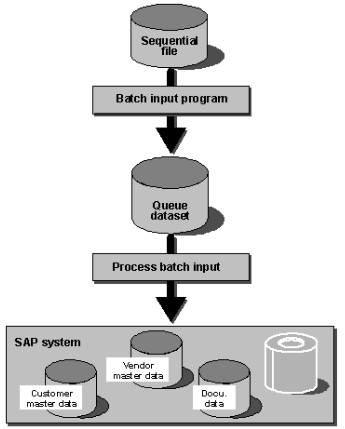 Sequential
file
Batch input program
Queue
dataset
Process batch input
SAP system
Vendor
master data
Customer
master data
Docu.
data